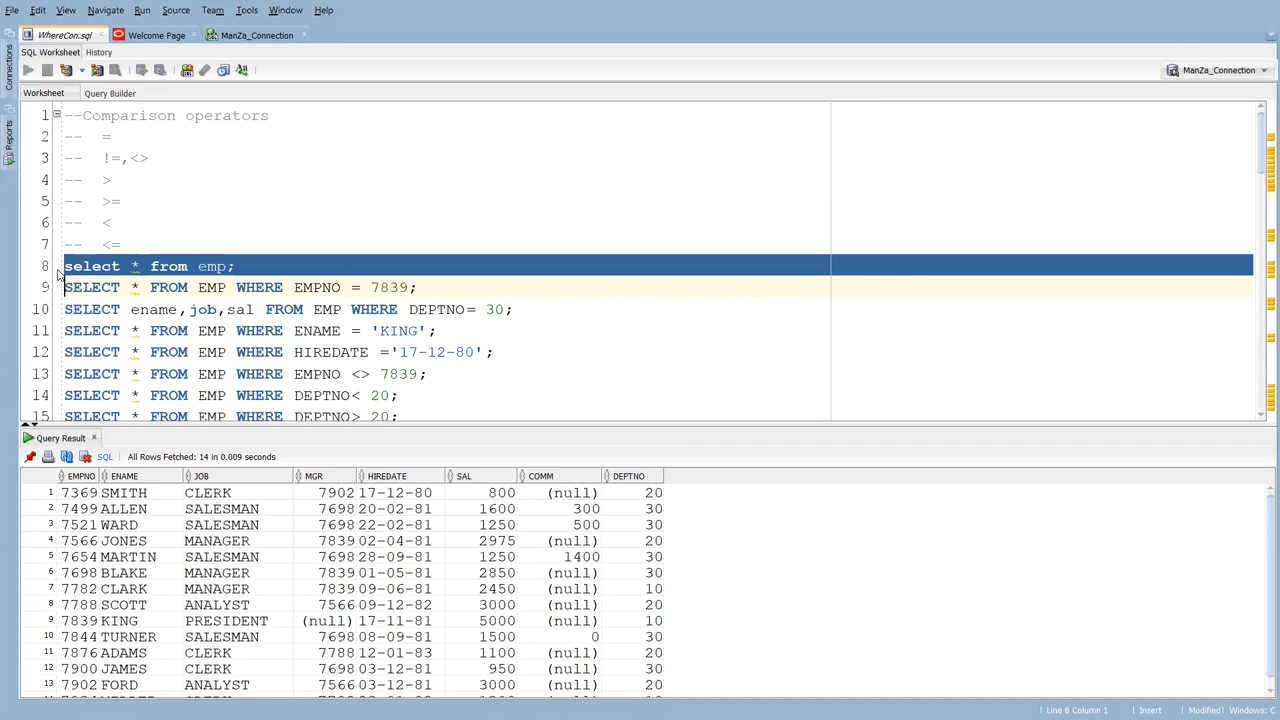 File Edit View Navigate Run Source Team Tools Window Help
WhereCon.sql Welcome Page ManZa_Connection
SQL Worksheet History
ManZa_Connection
Worksheet Query Builder
Connections
Reports
1 --Comparison operators
2 -- =
3 -- !=,<>
4 -- >
5 -- >=
6 -- <
7 -- <=
8 select * from emp;
9 SELECT * FROM EMP WHERE EMPNO = 7839;
10 SELECT ename,job,sal FROM EMP WHERE DEPTNO= 30;
11 SELECT * FROM EMP WHERE ENAME = 'KING';
12 SELECT * FROM EMP WHERE HIREDATE ='17-12-80';
13 SELECT * FROM EMP WHERE EMPNO <> 7839;
14 SELECT * FROM EMP WHERE DEPTNO< 20;
15 SELECT * FROM EMP WHERE DEPTNO> 20;
Query Result
SQL All Rows Fetched: 14 in 0.009 seconds
EMPNO ENAME JOB MGR HIREDATE SAL COMM DEPTNO
1 7369 SMITH CLERK 7902 17-12-80 800 (null) 20
2 7499 ALLEN SALESMAN 7698 20-02-81 1600 300 30
3 7521 WARD SALESMAN 7698 22-02-81 1250 500 30
4 7566 JONES MANAGER 7839 02-04-81 2975 (null) 20
5 7654 MARTIN SALESMAN 7698 28-09-81 1250 1400 30
6 7698 BLAKE MANAGER 7839 01-05-81 2850 (null) 30
7 7782 CLARK MANAGER 7839 09-06-81 2450 (null) 10
8 7788 SCOTT ANALYST 7566 09-12-82 3000 (null) 20
9 7839 KING PRESIDENT (null) 17-11-81 5000 (null) 10
10 7844 TURNER SALESMAN 7698 08-09-81 1500 0 30
11 7876 ADAMS CLERK 7788 12-01-83 1100 (null) 20
12 7900 JAMES CLERK 7698 03-12-81 950 (null) 30
13 7902 FORD ANALYST 7566 03-12-81 3000 (null) 20
Line 8 Column 1 Insert Modified Windows: C